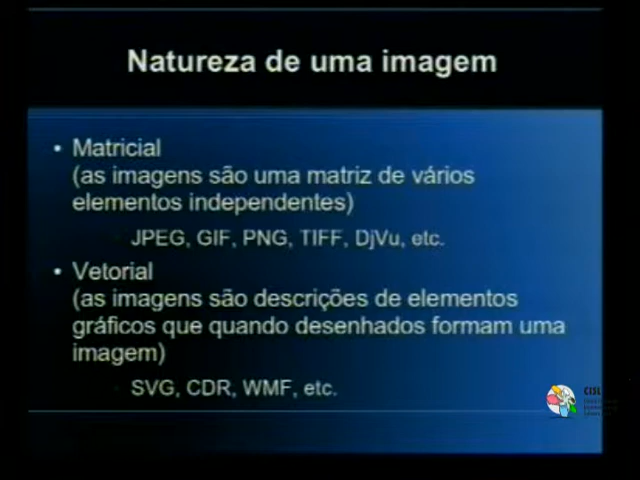 Natureza de uma imagem
• Matricial
(as imagens são uma matriz de vários
elementos independentes)
JPEG, GIF, PNG, TIFF, DjVu, etc.
• Vetorial
(as imagens são descrições de elementos
gráficos que quando desenhados formam uma
imagem)
SVG, CDR, WMF, etc.
CISL